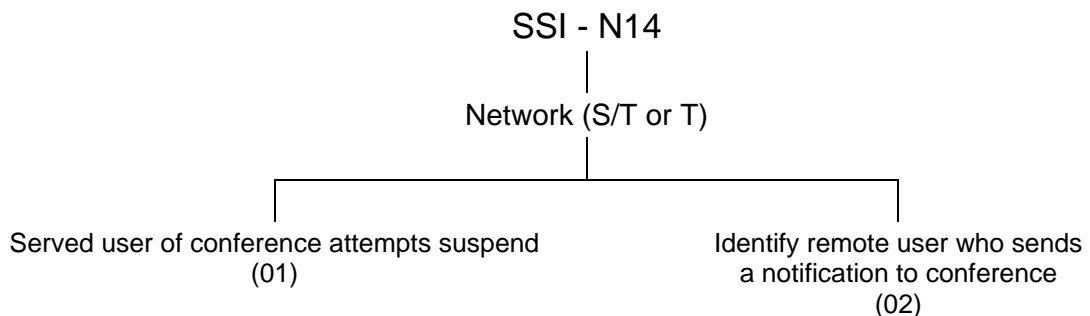 SSI - N14
Network (S/T or T)
Served user of conference attempts suspend
(01)
Identify remote user who sends
a notification to conference
(02)